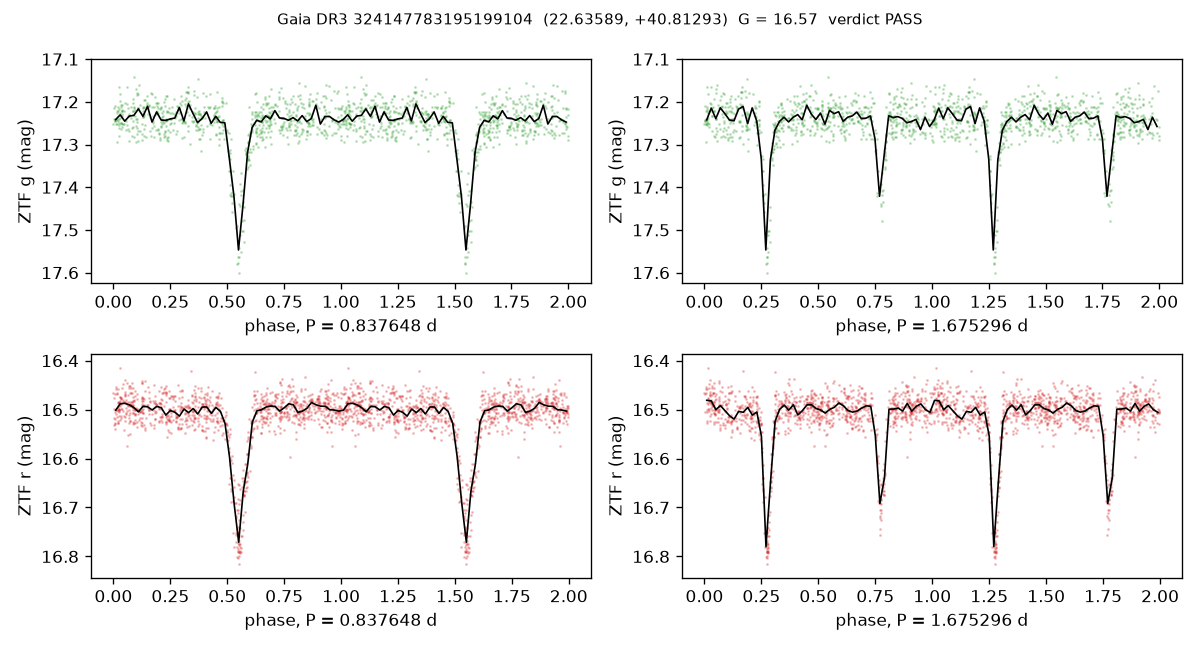 Gaia DR3 324147783195199104  (22.63589, +40.81293)  G = 16.57  verdict PASS
17.1
17.2
17.3
17.4
17.5
17.6
ZTF g (mag)
0.00 0.25 0.50 0.75 1.00 1.25 1.50 1.75 2.00
phase, P = 0.837648 d
17.1
17.2
17.3
17.4
17.5
17.6
ZTF g (mag)
0.00 0.25 0.50 0.75 1.00 1.25 1.50 1.75 2.00
phase, P = 1.675296 d
16.4
16.5
16.6
16.7
16.8
ZTF r (mag)
0.00 0.25 0.50 0.75 1.00 1.25 1.50 1.75 2.00
phase, P = 0.837648 d
16.4
16.5
16.6
16.7
16.8
ZTF r (mag)
0.00 0.25 0.50 0.75 1.00 1.25 1.50 1.75 2.00
phase, P = 1.675296 d